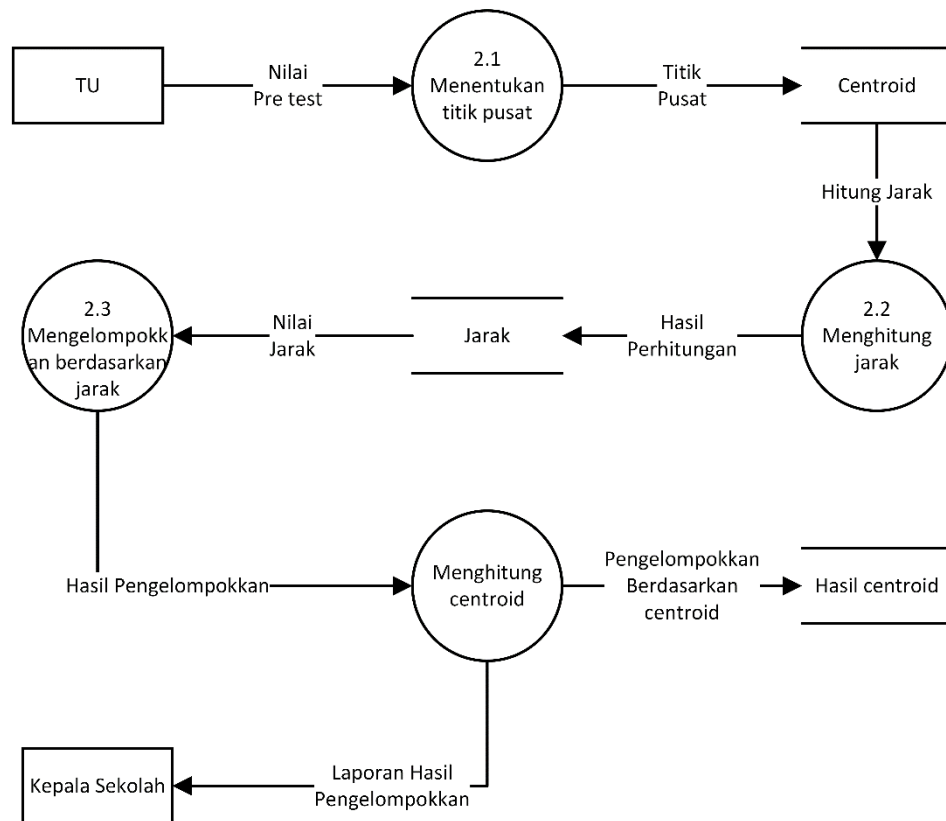 TU
Nilai
Pre test
2.1
Menentukan
titik pusat
Titik
Pusat
Centroid
Hitung Jarak
2.3
Mengelompokk
an berdasarkan
jarak
Nilai
Jarak
Jarak
Hasil
Perhitungan
2.2
Menghitung
jarak
Hasil Pengelompokkan
Menghitung
centroid
Pengelompokkan
Berdasarkan
centroid
Hasil centroid
Kepala Sekolah
Laporan Hasil
Pengelompokkan